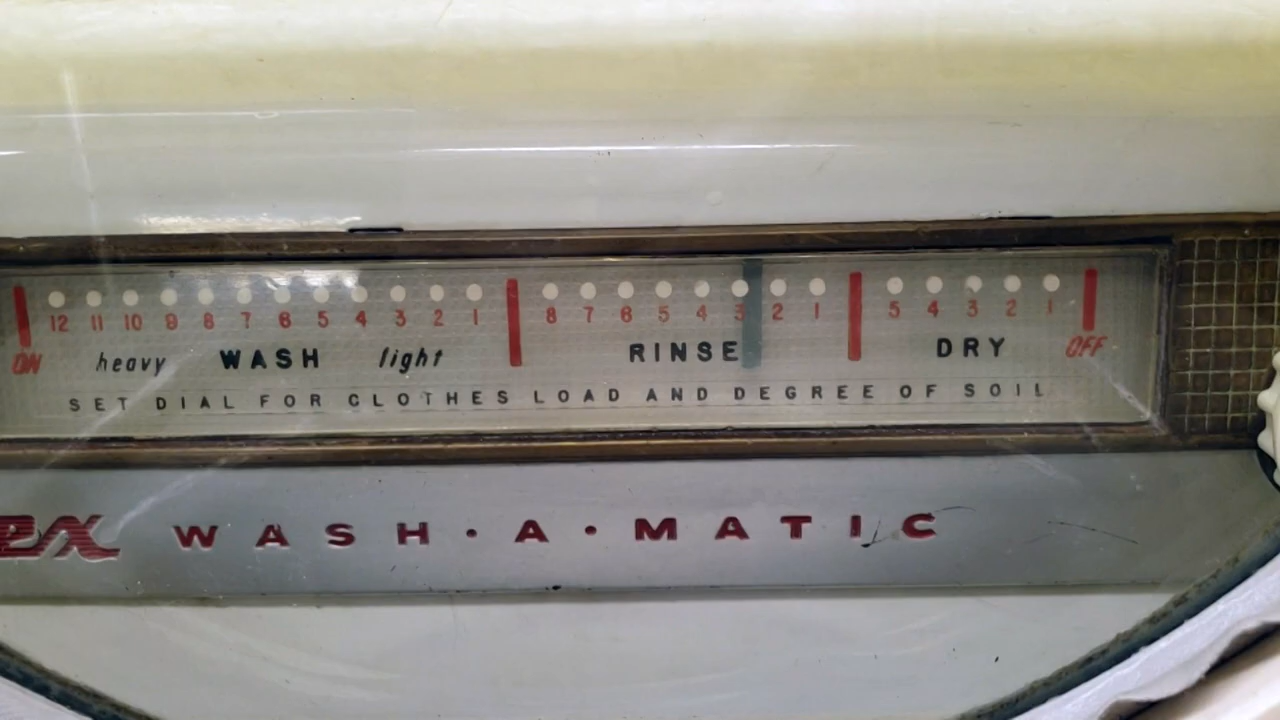 12 11 10 9 8 7 6 5 4 3 2 1 8 7 6 5 4 3 2 1 5 4 3 2 1
ON heavy WASH light RINSE DRY OFF
SET DIAL FOR CLOTHES LOAD AND DEGREE OF SOIL
WASH·A·MATIC